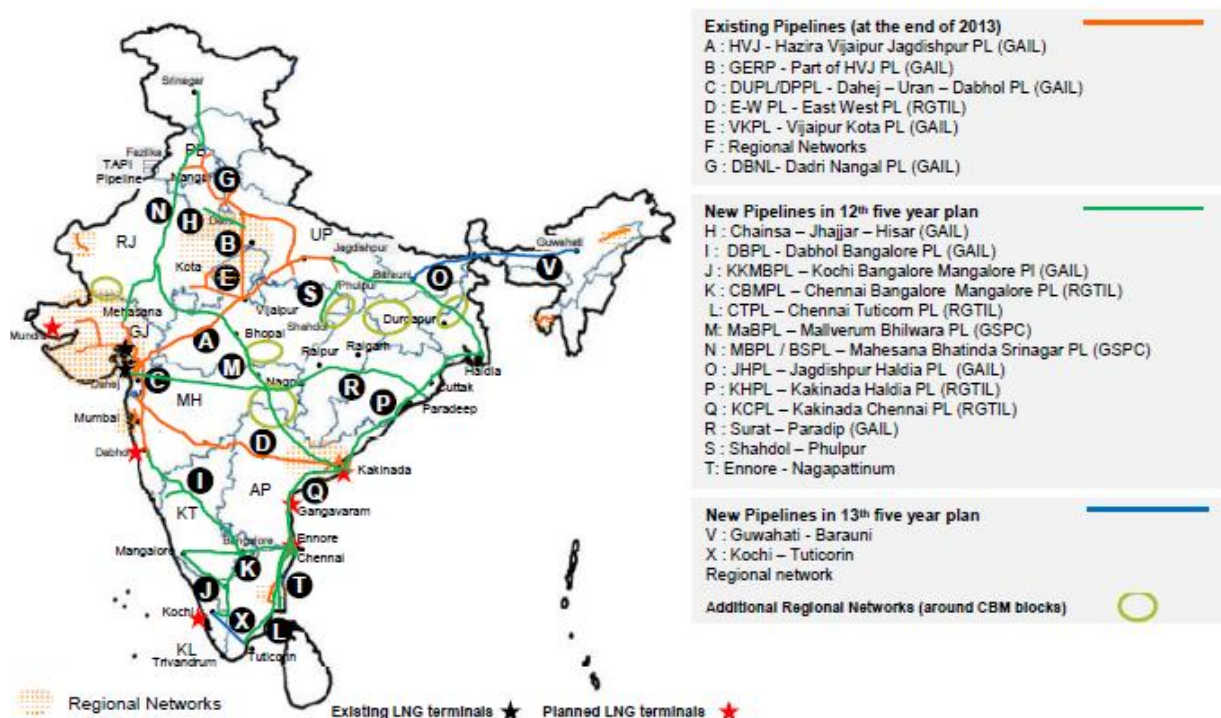 Srinagar
Fazilka
TAPI
Pipeline
PB
Nangal
G
N
H
RJ
B
UP
Jagdishpur
Guwahati
Kota
E
Barauni
O
V
Phulpur
S
Mehasana
Vijaipur
Shahdol
Durgapur
GJ
A
Bhopal
Raipur
Raigarh
M
Haldia
Dahej
C
Nagpur
R
Cuttak
MH
P
Paradeep
Mumbai
D
Dabhol
Kakinada
I
AP
Q
Gangavaram
KT
Ennore
Mangalore
Bangalore
Chennai
K
J
T
Kochi
X
L
KL
Trivandrum
Tuticorin
Regional Networks
Existing LNG terminals
Planned LNG terminals
Existing Pipelines (at the end of 2013)
A : HVJ - Hazira Vijaipur Jagdishpur PL (GAIL)
B : GERP - Part of HVJ PL (GAIL)
C : DUPL/DPPL - Dahej – Uran – Dabhol PL (GAIL)
D : E-W PL - East West PL (RGTIL)
E : VKPL - Vijaipur Kota PL (GAIL)
F : Regional Networks
G : DBNL- Dadri Nangal PL (GAIL)
New Pipelines in 12th five year plan
H : Chainsa – Jhajjar – Hisar (GAIL)
I : DBPL - Dabhol Bangalore PL (GAIL)
J : KKMBPL – Kochi Bangalore Mangalore Pl (GAIL)
K : CBMPL – Chennai Bangalore Mangalore PL (RGTIL)
L: CTPL – Chennai Tuticorn PL (RGTIL)
M: MaBPL – Mallverum Bhilwara PL (GSPC)
N : MBPL / BSPL – Mahesana Bhatinda Srinagar PL (GSPC)
O : JHPL – Jagdishpur Haldia PL (GAIL)
P : KHPL – Kakinada Haldia PL (RGTIL)
Q : KCPL – Kakinada Chennai PL (RGTIL)
R : Surat – Paradip (GAIL)
S : Shahdol – Phulpur
T: Ennore - Nagapattinum
New Pipelines in 13th five year plan
V : Guwahati - Barauni
X : Kochi – Tuticorin
Regional network
Additional Regional Networks (around CBM blocks)